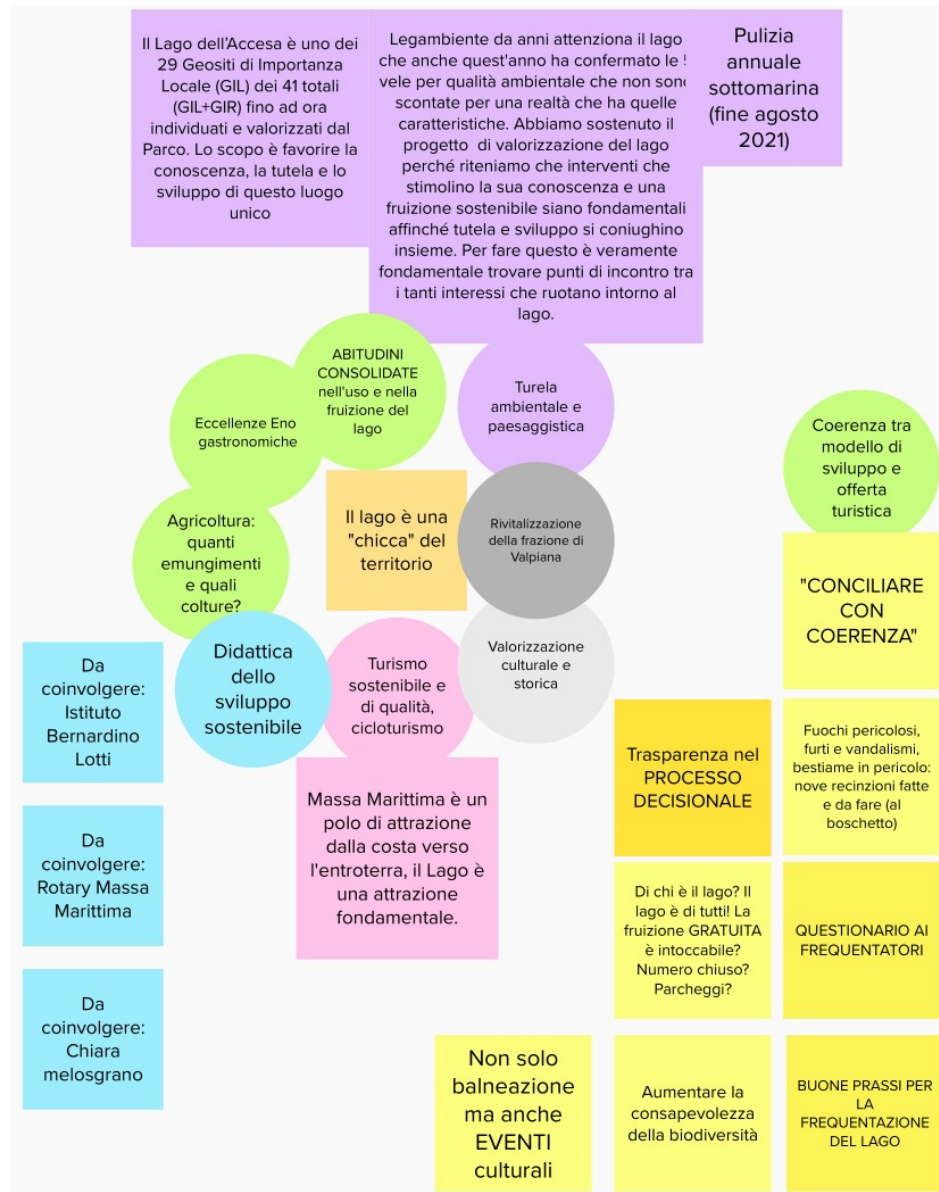 Il Lago dell'Accesa è uno dei
29 Geositi di Importanza
Locale (GIL) dei 41 totali
(GIL+GIR) fino ad ora
individuati e valorizzati dal
Parco. Lo scopo è favorire la
conoscenza, la tutela e lo
sviluppo di questo luogo
unico
Legambiente da anni attenziona il lago
che anche quest'anno ha confermato le
vele per qualità ambientale che non sono
scontate per una realtà che ha quelle
caratteristiche. Abbiamo sostenuto il
progetto di valorizzazione del lago
perché riteniamo che interventi che
stimolino la sua conoscenza e una
fruizione sostenibile siano fondamentali
affinché tutela e sviluppo si coniughino
insieme. Per fare questo è veramente
fondamentale trovare punti di incontro tra
i tanti interessi che ruotano intorno al
lago.
Pulizia
annuale
sottomarina
(fine agosto
2021)
ABITUDINI
CONSOLIDATE
nell'uso e nella
fruizione del
lago
Eccellenze Eno
gastronomiche
Turela
ambientale e
paesaggistica
Coerenza tra
modello di
sviluppo e
offerta
turistica
Agricoltura:
quanti
emungimenti
e quali
colture?
Il lago è una
"chicca" del
territorio
Rivitalizzazione
della frazione di
Valpiana
"CONCILIARE
CON
COERENZA"
Da
coinvolgere:
Istituto
Bernardino
Lotti
Didattica
dello
sviluppo
sostenibile
Turismo
sostenibile e
di qualità,
cicloturismo
Valorizzazione
culturale e
storica
Trasparenza nel
PROCESSO
DECISIONALE
Fuochi pericolosi,
furti e vandalismi,
bestiame in pericolo:
nove recinzioni fatte
e da fare (al
boschetto)
Massa Marittima è un
polo di attrazione
dalla costa verso
l'entroterra, il Lago è
una attrazione
fondamentale.
Da
coinvolgere:
Rotary Massa
Marittima
Di chi è il lago? Il
lago è di tutti! La
fruizione GRATUITA
è intoccabile?
Numero chiuso?
Parcheggi?
QUESTIONARIO AI
FREQUENTATORI
Da
coinvolgere:
Chiara
melosgrano
Non solo
balneazione
ma anche
EVENTI
culturali
Aumentare la
consapevolezza
della biodiversità
BUONE PRASSI PER
LA
FREQUENTAZIONE
DEL LAGO